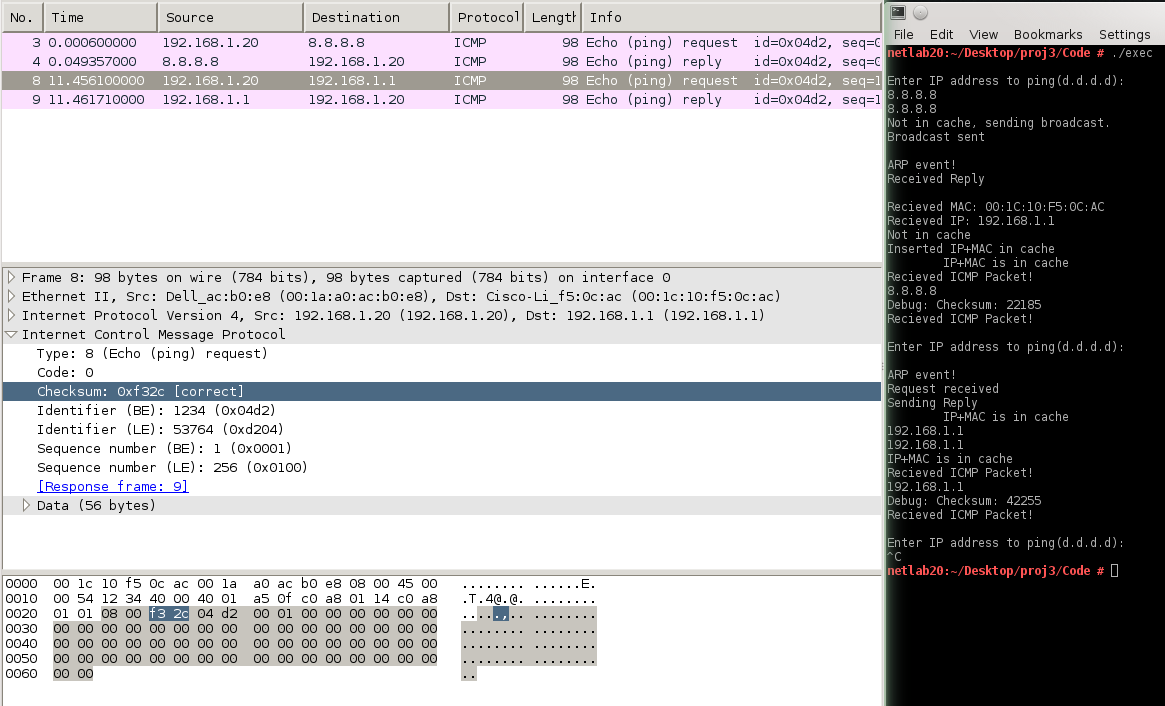 No. Time Source Destination Protocol Length Info
3 0.000600000 192.168.1.20 8.8.8.8 ICMP 98 Echo (ping) request id=0x04d2, seq=0
4 0.049357000 8.8.8.8 192.168.1.20 ICMP 98 Echo (ping) reply id=0x04d2, seq=0
8 11.456100000 192.168.1.20 192.168.1.1 ICMP 98 Echo (ping) request id=0x04d2, seq=1
9 11.461710000 192.168.1.1 192.168.1.20 ICMP 98 Echo (ping) reply id=0x04d2, seq=1
Frame 8: 98 bytes on wire (784 bits), 98 bytes captured (784 bits) on interface 0
Ethernet II, Src: Dell_ac:b0:e8 (00:1a:a0:ac:b0:e8), Dst: Cisco-Li_f5:0c:ac (00:1c:10:f5:0c:ac)
Internet Protocol Version 4, Src: 192.168.1.20 (192.168.1.20), Dst: 192.168.1.1 (192.168.1.1)
Internet Control Message Protocol
Type: 8 (Echo (ping) request)
Code: 0
Checksum: 0xf32c [correct]
Identifier (BE): 1234 (0x04d2)
Identifier (LE): 53764 (0xd204)
Sequence number (BE): 1 (0x0001)
Sequence number (LE): 256 (0x0100)
[Response frame: 9]
Data (56 bytes)
0000 00 1c 10 f5 0c ac 00 1a a0 ac b0 e8 08 00 45 00 ........ ......E.
0010 00 54 12 34 40 00 40 01 a5 0f c0 a8 01 14 c0 a8 .T.4@.@. ........
0020 01 01 08 00 f3 2c 04 d2 00 01 00 00 00 00 00 00 .....,.. ........
0030 00 00 00 00 00 00 00 00 00 00 00 00 00 00 00 00 ........ ........
0040 00 00 00 00 00 00 00 00 00 00 00 00 00 00 00 00 ........ ........
0050 00 00 00 00 00 00 00 00 00 00 00 00 00 00 00 00 ........ ........
0060 00 00 ..
File Edit View Bookmarks Settings
netlab20:~/Desktop/proj3/Code # ./exec
Enter IP address to ping(d.d.d.d):
8.8.8.8
8.8.8.8
Not in cache, sending broadcast.
Broadcast sent
ARP event!
Received Reply
Recieved MAC: 00:1C:10:F5:0C:AC
Recieved IP: 192.168.1.1
Not in cache
Inserted IP+MAC in cache
IP+MAC is in cache
Recieved ICMP Packet!
8.8.8.8
Debug: Checksum: 22185
Recieved ICMP Packet!
Enter IP address to ping(d.d.d.d):
ARP event!
Request received
Sending Reply
IP+MAC is in cache
192.168.1.1
192.168.1.1
IP+MAC is in cache
Recieved ICMP Packet!
192.168.1.1
Debug: Checksum: 42255
Recieved ICMP Packet!
Enter IP address to ping(d.d.d.d):
^C
netlab20:~/Desktop/proj3/Code #